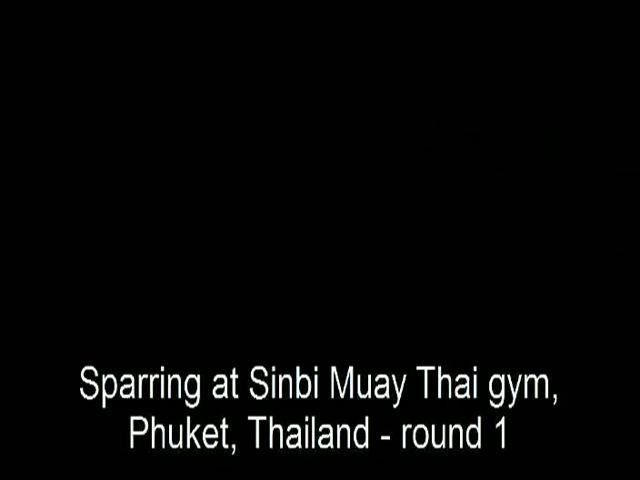 Sparring at Sinbi Muay Thai gym,
Phuket, Thailand - round 1